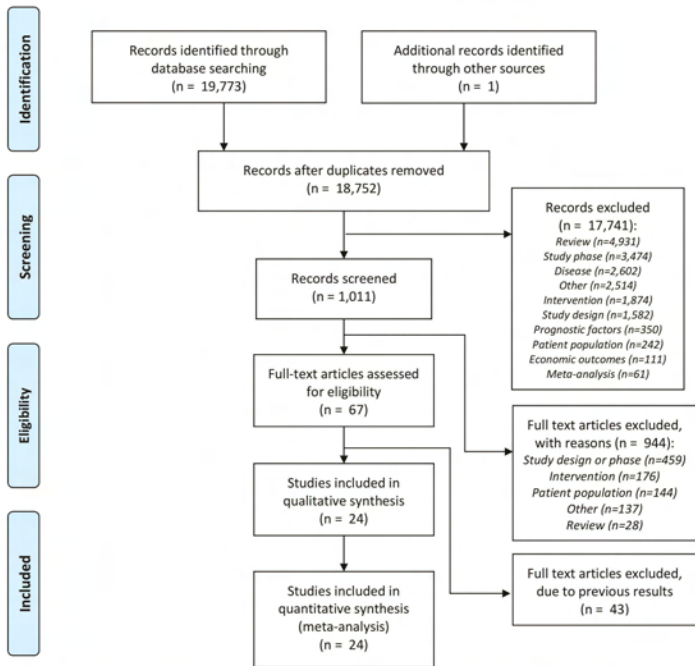 Identification
Records identified through
database searching
(n = 19,773)
Additional records identified
through other sources
(n = 1)
Records after duplicates removed
(n = 18,752)
Screening
Records excluded
(n = 17,741):
Review (n=4,931)
Study phase (n=3,474)
Disease (n=2,602)
Other (n=2,514)
Intervention (n=1,874)
Study design (n=1,582)
Prognostic factors (n=350)
Patient population (n=242)
Economic outcomes (n=111)
Meta-analysis (n=61)
Records screened
(n = 1,011)
Eligibility
Full-text articles assessed
for eligibility
(n = 67)
Full text articles excluded,
with reasons (n = 944):
Study design or phase (n=459)
Intervention (n=176)
Patient population (n=144)
Other (n=137)
Review (n=28)
Studies included in
qualitative synthesis
(n = 24)
Included
Full text articles excluded,
due to previous results
(n = 43)
Studies included in
quantitative synthesis
(meta-analysis)
(n = 24)